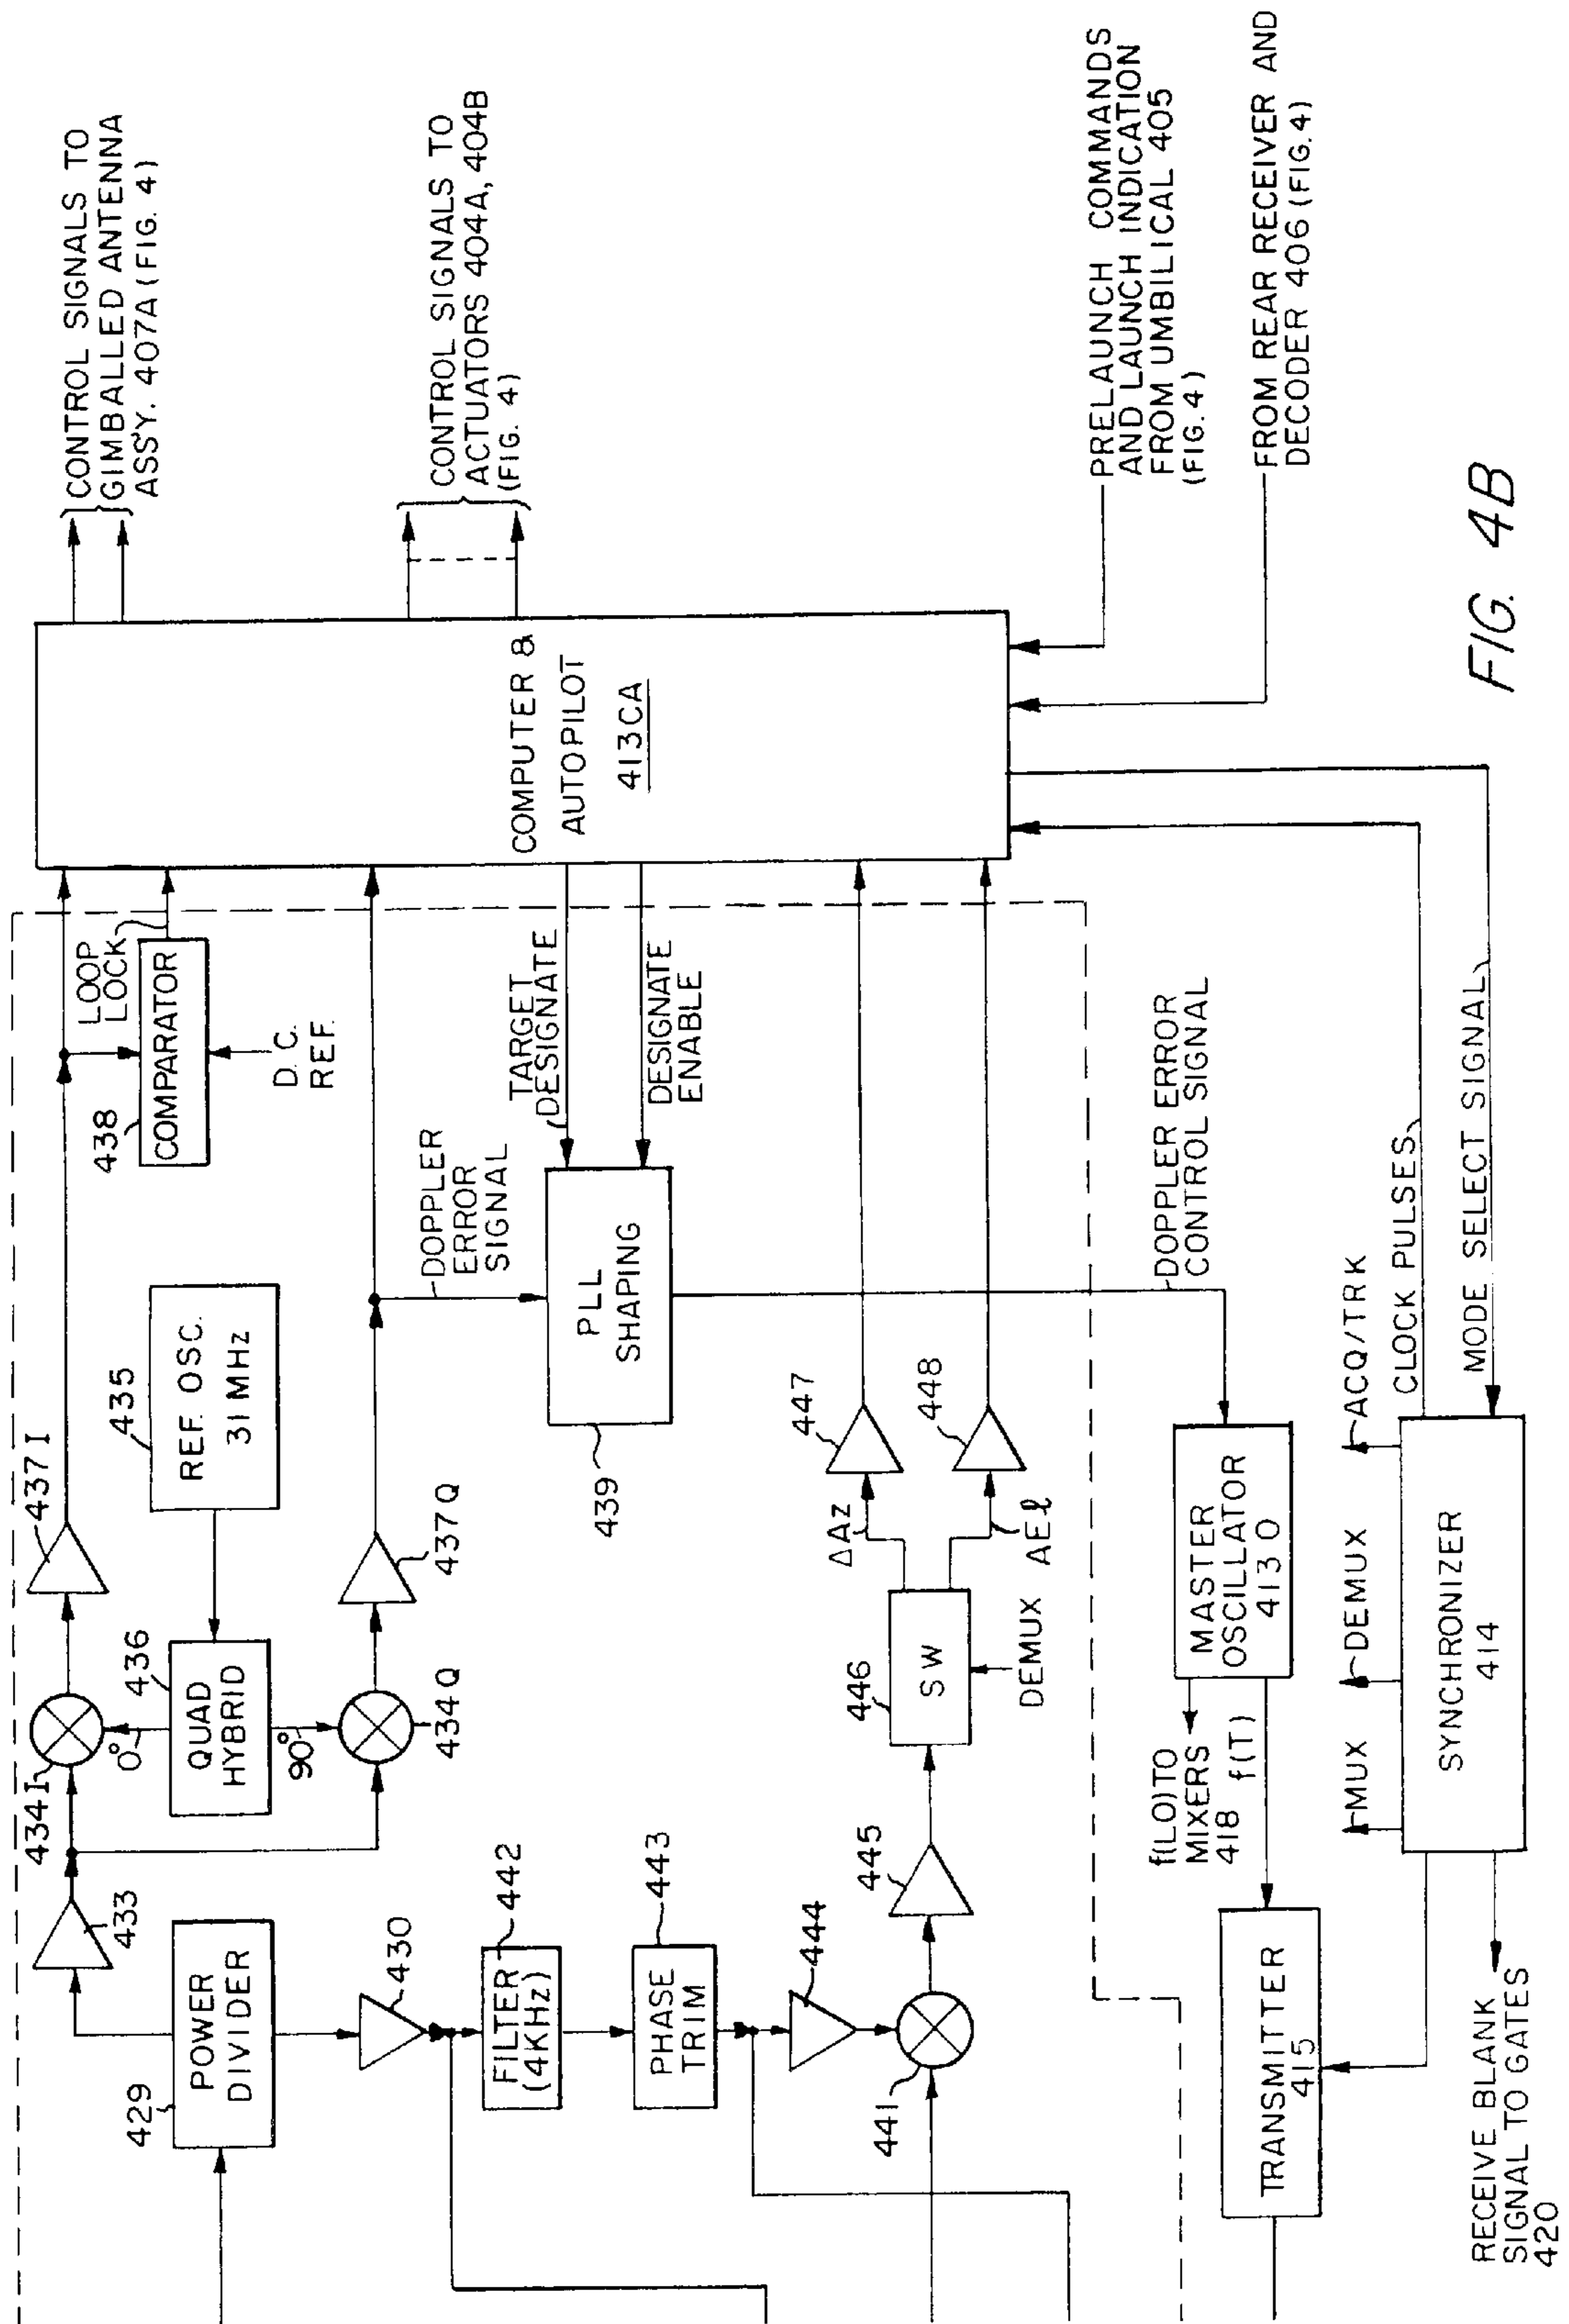 CONTROL SIGNALS TO
GIMBALLED ANTENNA
ASS'Y. 407A (FIG. 4)
CONTROL SIGNALS TO
ACTUATORS 404A, 404B
(FIG. 4)
PRELAUNCH COMMANDS
AND LAUNCH INDICATION
FROM UMBILICAL 405
(FIG. 4)
FROM REAR RECEIVER AND
DECODER 406 (FIG. 4)
COMPUTER &
AUTOPILOT
413CA
LOOP
LOCK
COMPARATOR
438
D.C.
REF.
TARGET
DESIGNATE
DESIGNATE
ENABLE
DOPPLER
ERROR
SIGNAL
PLL
SHAPING
439
DOPPLER ERROR
CONTROL SIGNAL
437 I
435
REF. OSC.
31 MHz
434 I
0°
436
QUAD
HYBRID
90°
434 Q
437 Q
433
429
POWER
DIVIDER
430
442
FILTER
(4KHz)
443
PHASE
TRIM
444
441
445
446
SW
DEMUX
ΔAz
AEℓ
447
448
MASTER
OSCILLATOR
413 O
f(LO) TO
MIXERS
418
f(T)
TRANSMITTER
415
ACQ/TRK
DEMUX
MUX
CLOCK PULSES
MODE SELECT SIGNAL
SYNCHRONIZER
414
RECEIVE BLANK
SIGNAL TO GATES
420
FIG. 4B